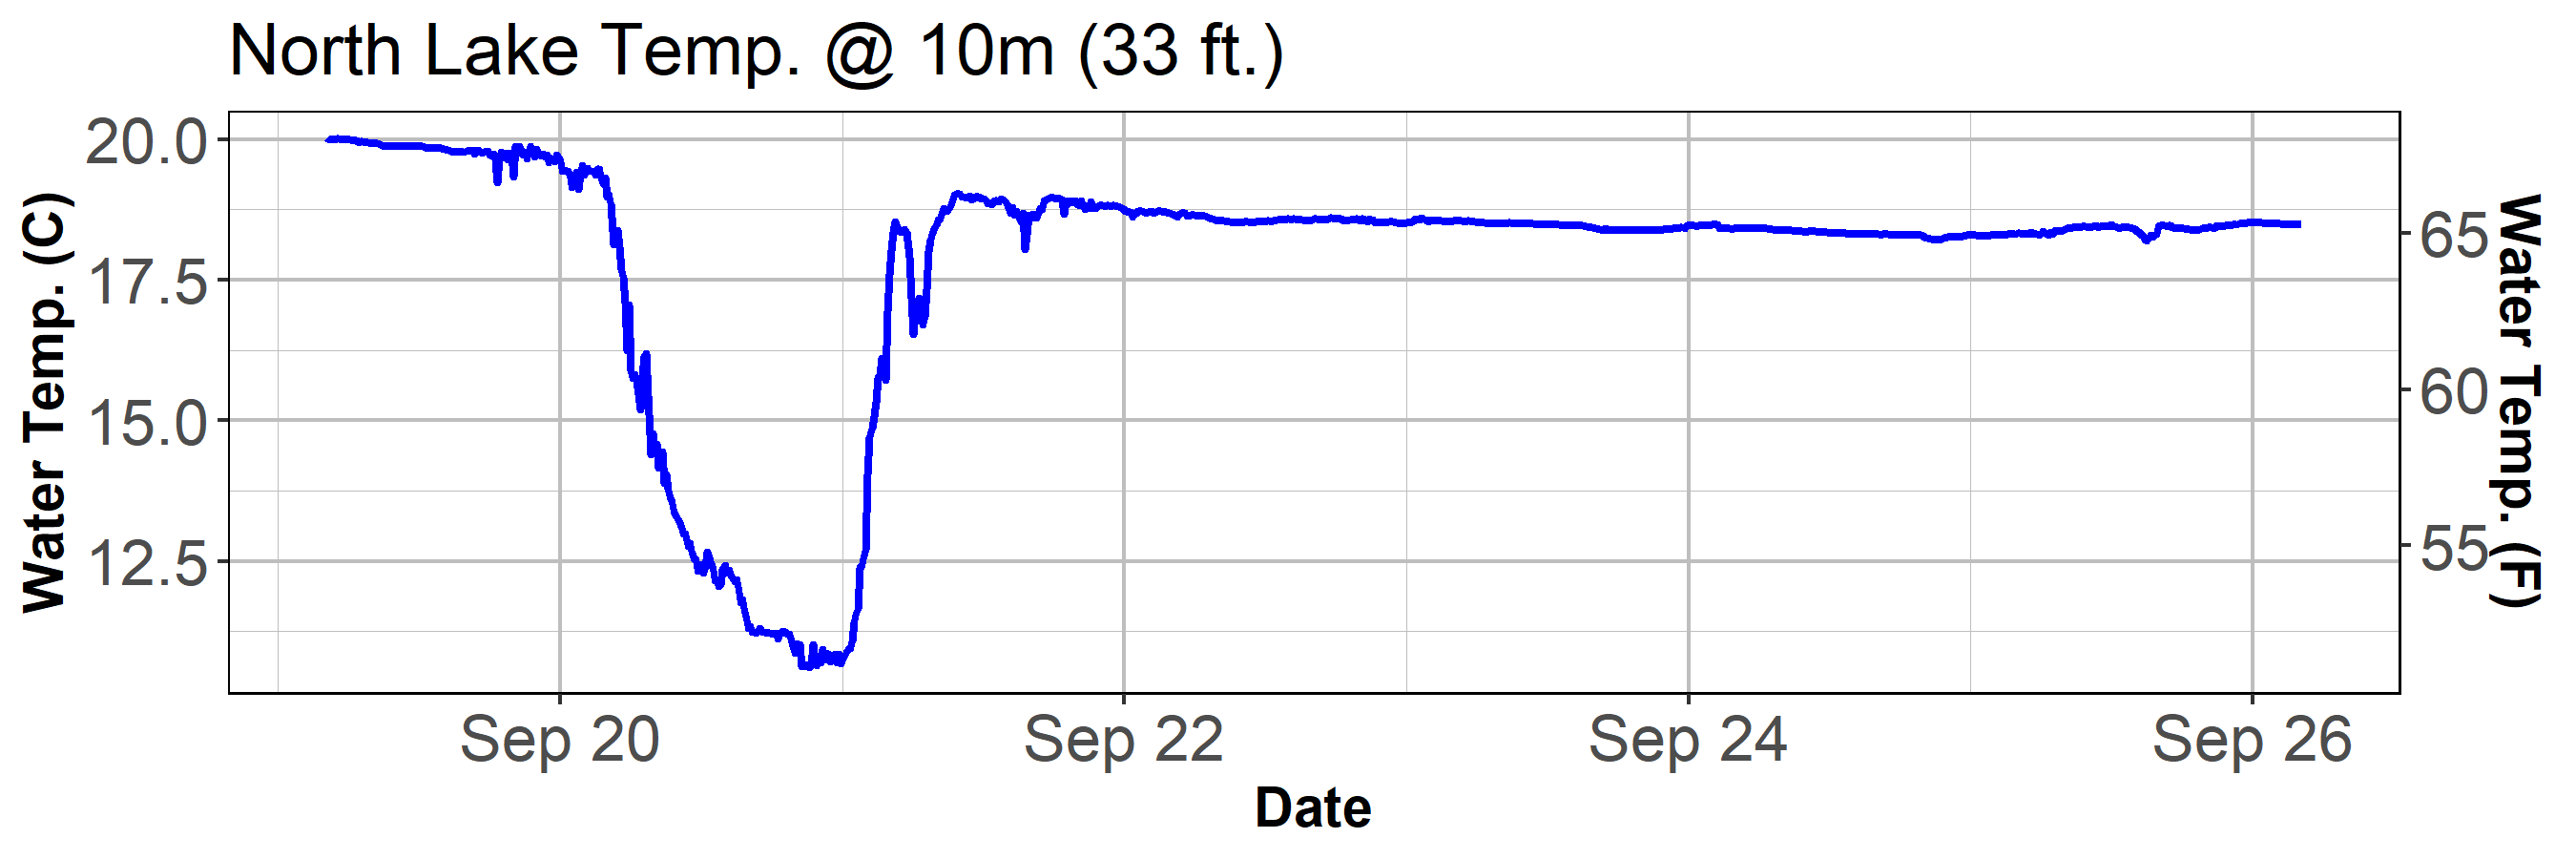 North Lake Temp. @ 10m (33 ft.)
Water Temp. (C)
20.0
17.5
15.0
12.5
65
60
55
Water Temp. (F)
Sep 20
Sep 22
Sep 24
Sep 26
Date